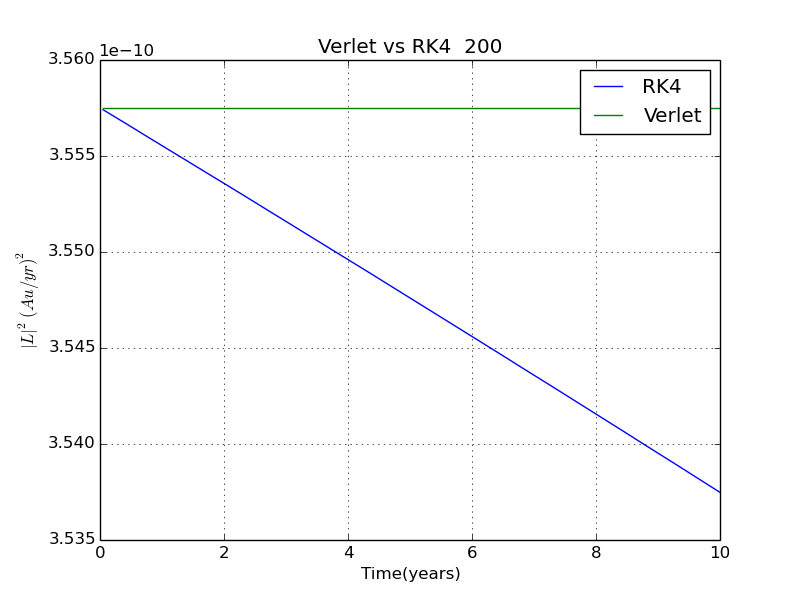 Verlet vs RK4 200
1e−10
3.560
3.555
3.550
3.545
3.540
3.535
|L|² (Au/yr)²
RK4
Verlet
0 2 4 6 8 10
Time(years)